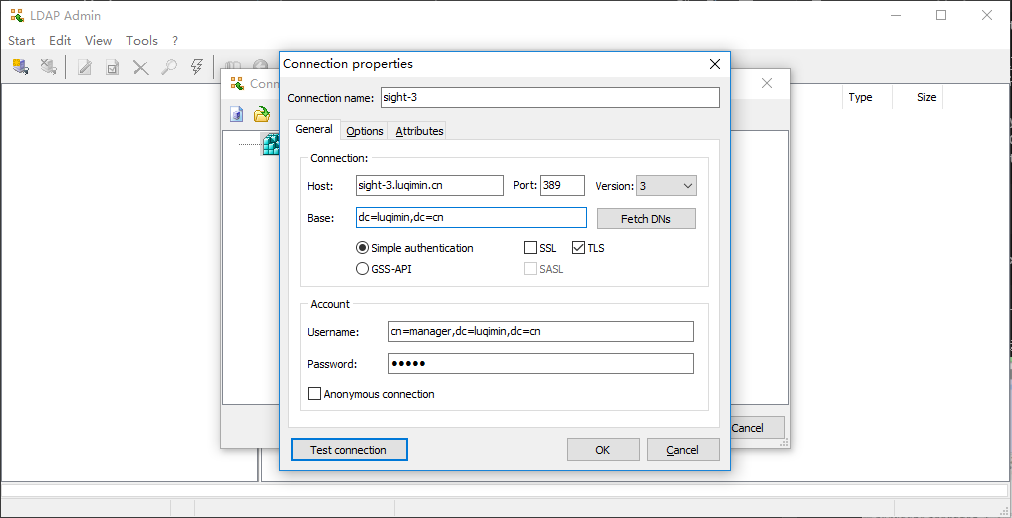 LDAP Admin
Start Edit View Tools ?
Conn
Connection properties
Type Size
Connection name: sight-3
General Options Attributes
Connection:
Host: sight-3.luqimin.cn Port: 389 Version: 3
Base: dc=luqimin,dc=cn Fetch DNs
Simple authentication SSL TLS
GSS-API SASL
Account
Username: cn=manager,dc=luqimin,dc=cn
Password: •••••
Anonymous connection
Cancel
Test connection OK Cancel